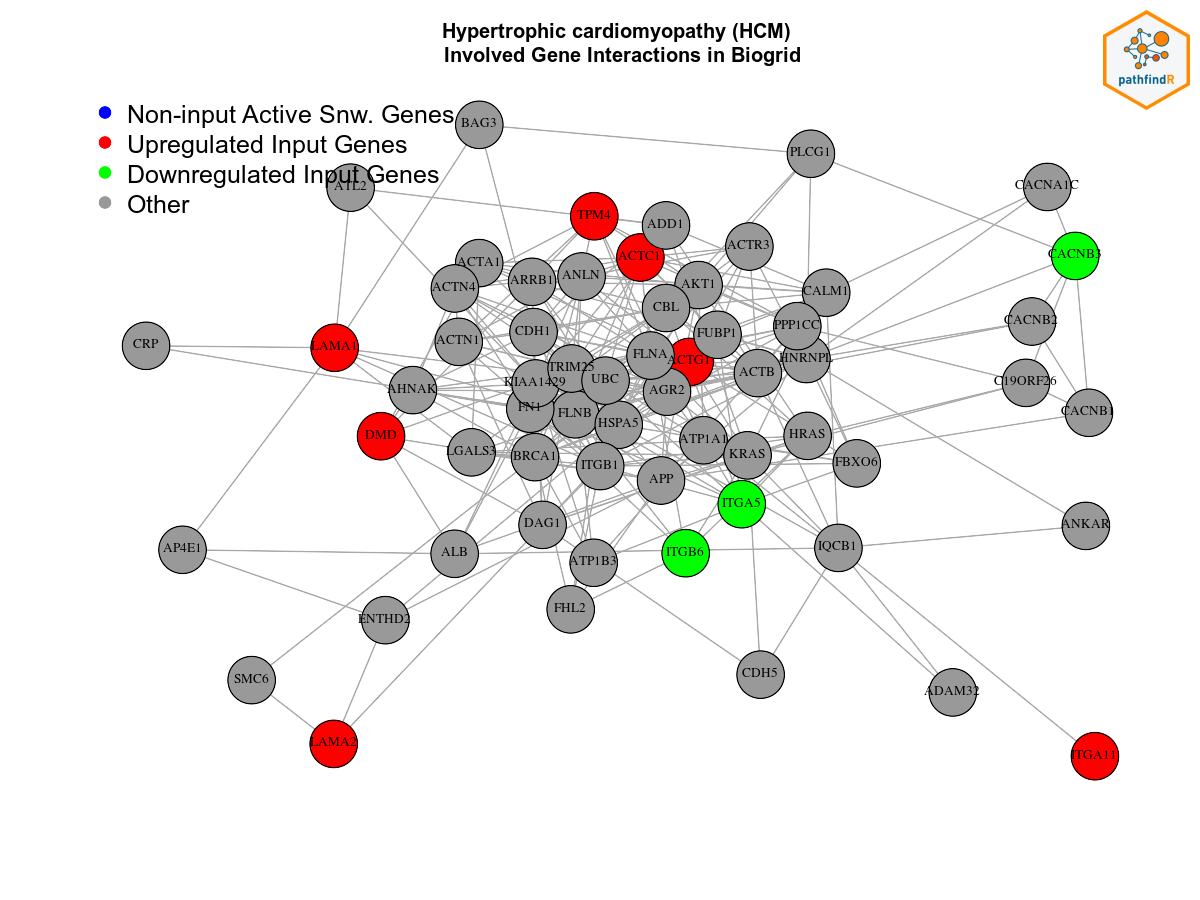 Hypertrophic cardiomyopathy (HCM)
Involved Gene Interactions in Biogrid
pathfindR
Non-input Active Snw. Genes
Upregulated Input Genes
Downregulated Input Genes
Other
BAG3
PLCG1
ATL2
CACNA1C
TPM4
ADD1
ACTR3
CACNB3
ACTC1
ACTA1
ANLN
ARRB1
AKT1
ACTN4
CALM1
CBL
CACNB2
PPP1CC
CDH1
FUBP1
ACTN1
CRP
LAMA1
FLNA
ACTG1
HNRNPL
TRIM25
ACTB
KIAA1429
UBC
C19ORF26
AHNAK
AGR2
FN1
FLNB
CACNB1
HSPA5
DMD
HRAS
ATP1A1
LGALS3
BRCA1
KRAS
ITGB1
FBXO6
APP
ITGA5
DAG1
ANKAR
AP4E1
ALB
ITGB6
IQCB1
ATP1B3
FHL2
ENTHD2
SMC6
CDH5
ADAM32
LAMA2
ITGA11